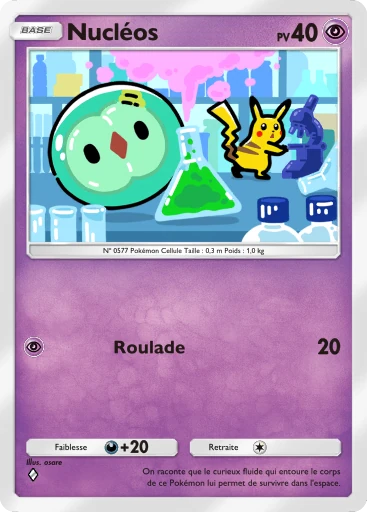 BASE Nucléos PV 40
N° 0577 Pokémon Cellule Taille : 0,3 m Poids : 1,0 kg
Roulade 20
Faiblesse +20 Retraite
Illus. osare
On raconte que le curieux fluide qui entoure le corps
de ce Pokémon lui permet de survivre dans l'espace.